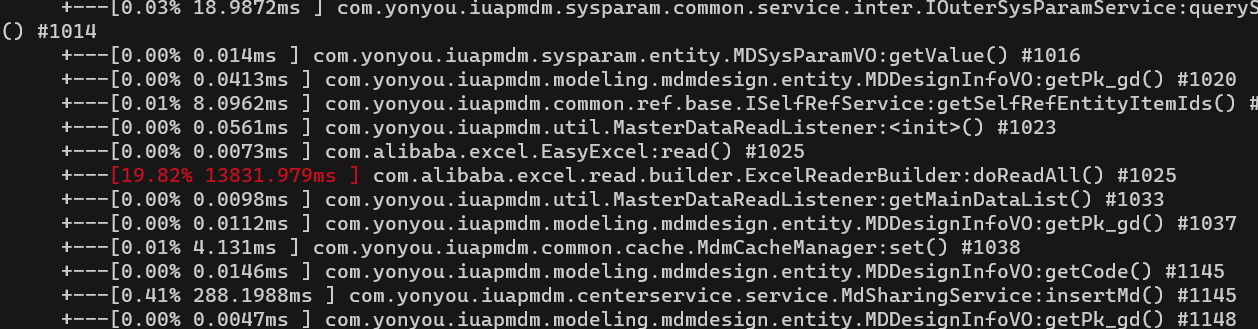 +---[0.03% 18.9872ms ] com.yonyou.iuapmdm.sysparam.common.service.inter.IOuterSysParamService:queryS
() #1014
+---[0.00% 0.014ms ] com.yonyou.iuapmdm.sysparam.entity.MDSysParamVO:getValue() #1016
+---[0.00% 0.0413ms ] com.yonyou.iuapmdm.modeling.mdmdesign.entity.MDDesignInfoVO:getPk_gd() #1020
+---[0.01% 8.0962ms ] com.yonyou.iuapmdm.common.ref.base.ISelfRefService:getSelfRefEntityItemIds() #
+---[0.00% 0.0561ms ] com.yonyou.iuapmdm.util.MasterDataReadListener:<init>() #1023
+---[0.00% 0.0073ms ] com.alibaba.excel.EasyExcel:read() #1025
+---[19.82% 13831.979ms ] com.alibaba.excel.read.builder.ExcelReaderBuilder:doReadAll() #1025
+---[0.00% 0.0098ms ] com.yonyou.iuapmdm.util.MasterDataReadListener:getMainDataList() #1033
+---[0.00% 0.0112ms ] com.yonyou.iuapmdm.modeling.mdmdesign.entity.MDDesignInfoVO:getPk_gd() #1037
+---[0.01% 4.131ms ] com.yonyou.iuapmdm.common.cache.MdmCacheManager:set() #1038
+---[0.00% 0.0146ms ] com.yonyou.iuapmdm.modeling.mdmdesign.entity.MDDesignInfoVO:getCode() #1145
+---[0.41% 288.1988ms ] com.yonyou.iuapmdm.centerservice.service.MdSharingService:insertMd() #1145
+---[0.00% 0.0047ms ] com.yonyou.iuapmdm.modeling.mdmdesign.entity.MDDesignInfoVO:getPk_gd() #1148